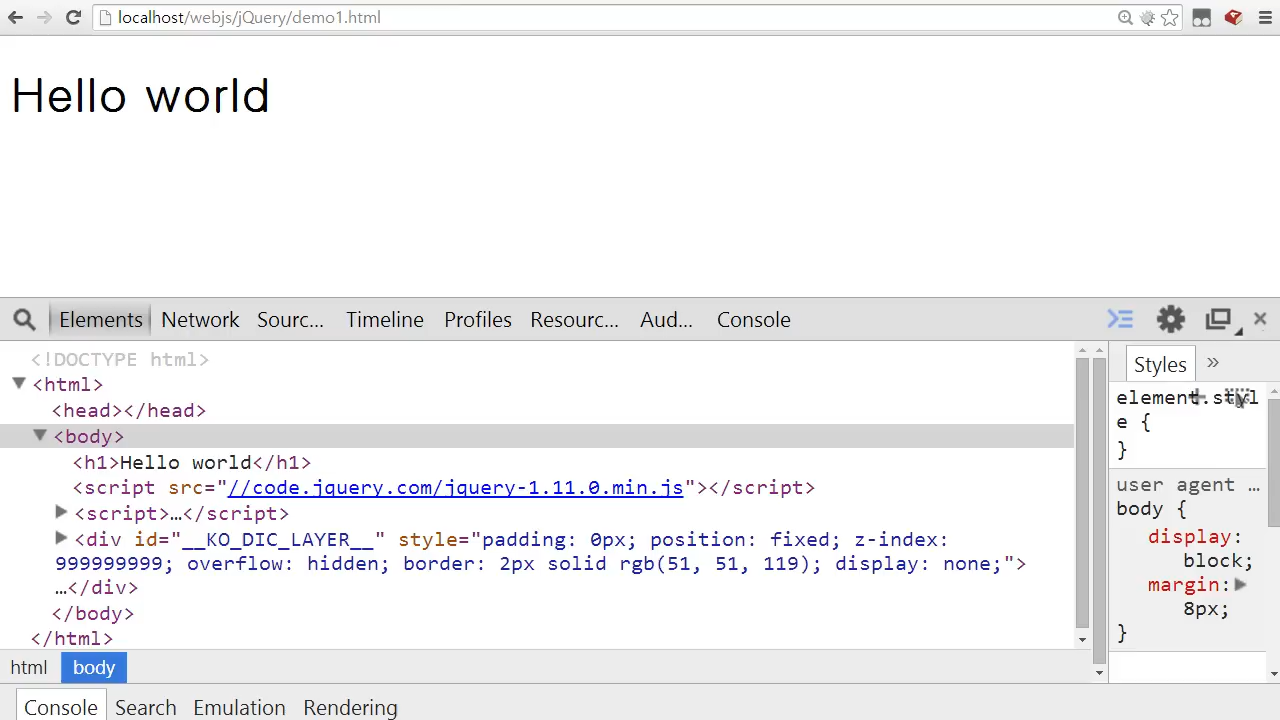 localhost/webjs/jQuery/demo1.html
Hello world
Elements Network Sourc... Timeline Profiles Resourc... Aud... Console
<!DOCTYPE html>
<html>
<head></head>
<body>
<h1>Hello world</h1>
<script src="//code.jquery.com/jquery-1.11.0.min.js"></script>
<script>…</script>
<div id="__KO_DIC_LAYER__" style="padding: 0px; position: fixed; z-index:
999999999; overflow: hidden; border: 2px solid rgb(51, 51, 119); display: none;">
…</div>
</body>
</html>
html body
Styles »
element.styl
e {
}
user agent …
body {
display:
block;
margin:
8px;
}
Console Search Emulation Rendering